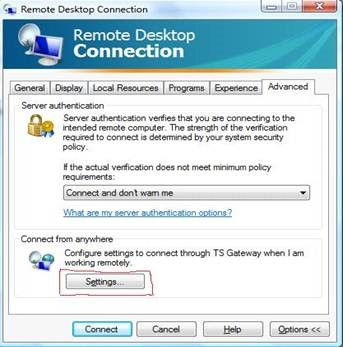 Remote Desktop Connection
Remote Desktop
Connection
General Display Local Resources Programs Experience Advanced
Server authentication
Server authentication verifies that you are connecting to the
intended remote computer. The strength of the verification
required to connect is determined by your system security
policy.
If the actual verification does not meet minimum policy
requirements:
Connect and don't warn me
What are my server authentication options?
Connect from anywhere
Configure settings to connect through TS Gateway when I am
working remotely.
Settings...
Connect Cancel Help Options <<